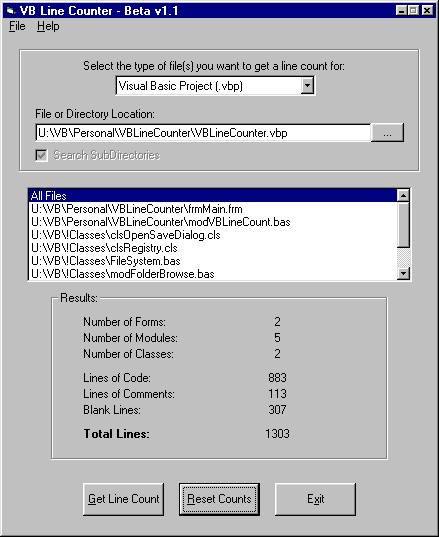 VB Line Counter - Beta v1.1
File Help
Select the type of file(s) you want to get a line count for:
Visual Basic Project (.vbp)
File or Directory Location:
U:\VB\Personal\VBLineCounter\VBLineCounter.vbp ...
Search SubDirectories
All Files
U:\VB\Personal\VBLineCounter\frmMain.frm
U:\VB\Personal\VBLineCounter\modVBLineCount.bas
U:\VB\!Classes\clsOpenSaveDialog.cls
U:\VB\!Classes\clsRegistry.cls
U:\VB\!Classes\FileSystem.bas
U:\VB\!Classes\modFolderBrowse.bas
Results:
Number of Forms: 2
Number of Modules: 5
Number of Classes: 2
Lines of Code: 883
Lines of Comments: 113
Blank Lines: 307
Total Lines: 1303
Get Line Count Reset Counts Exit